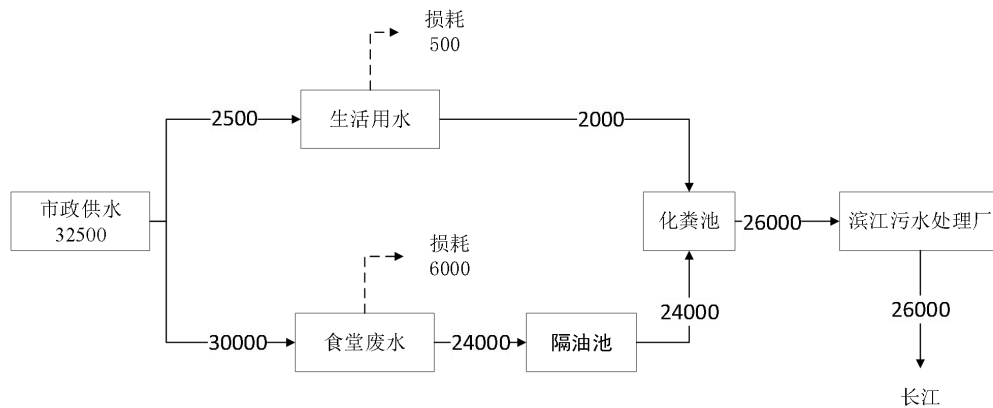 损耗
500
2500
生活用水
2000
市政供水
32500
化粪池
26000
滨江污水处理厂
损耗
6000
24000
26000
30000
食堂废水
24000
隔油池
长江